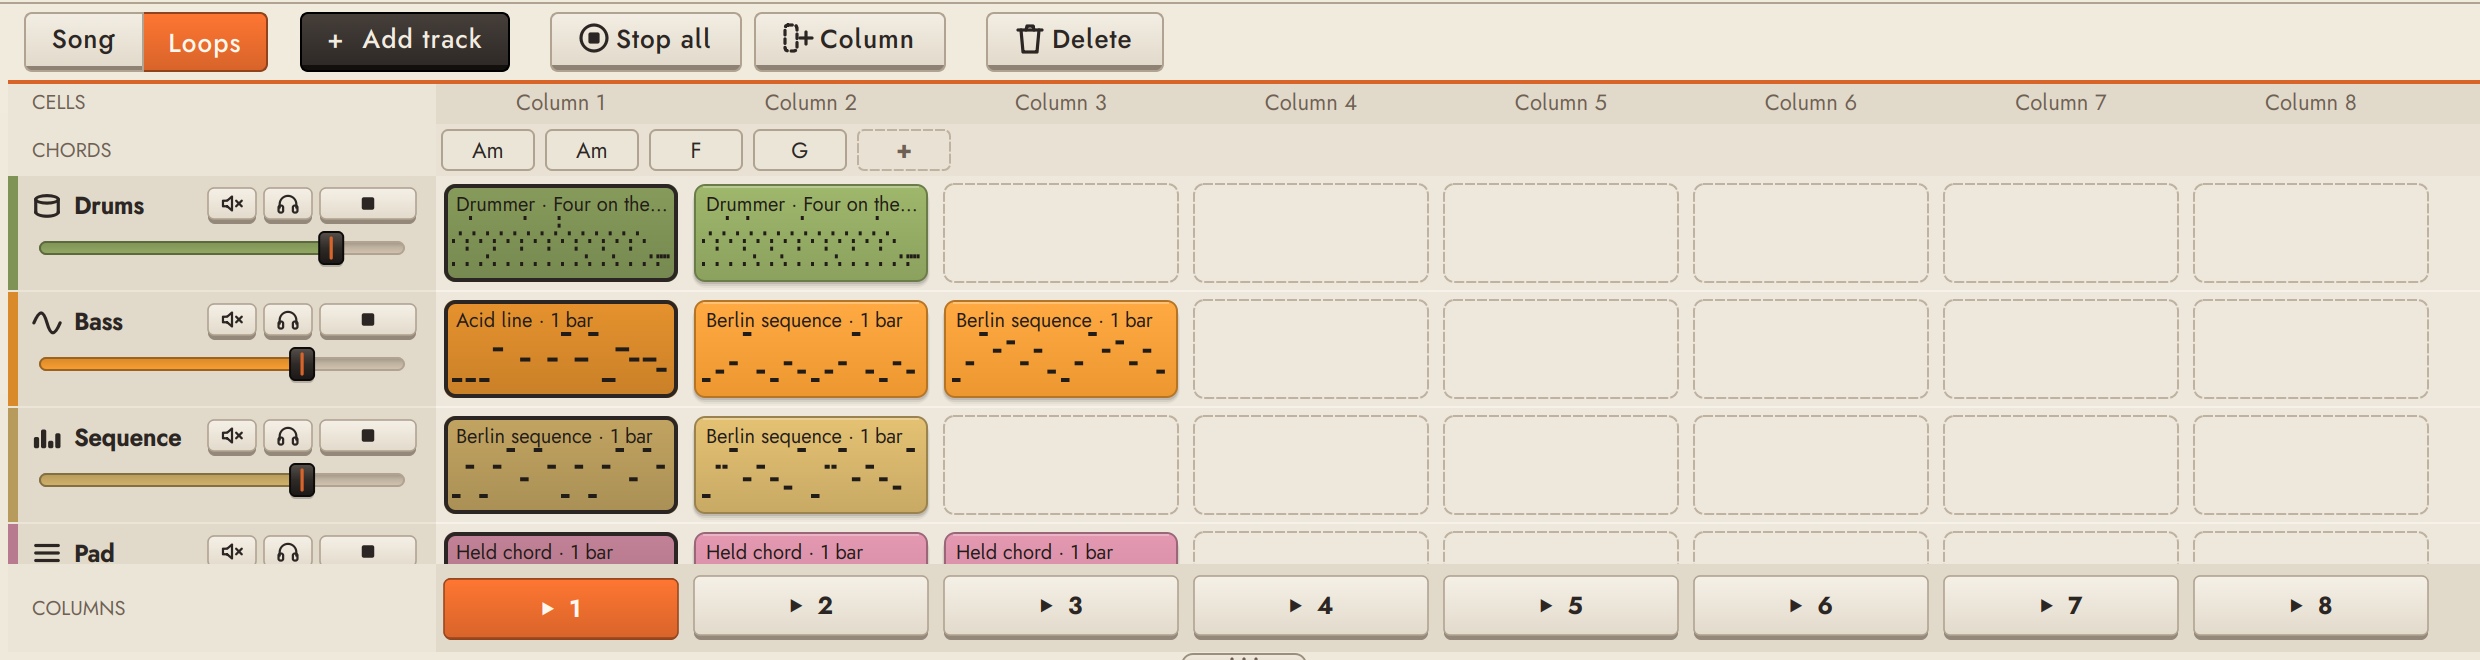 Song Loops + Add track Stop all Column Delete
CELLS Column 1 Column 2 Column 3 Column 4 Column 5 Column 6 Column 7 Column 8
CHORDS Am Am F G +
Drums Drummer · Four on the... Drummer · Four on the...
Bass Acid line · 1 bar Berlin sequence · 1 bar Berlin sequence · 1 bar
Sequence Berlin sequence · 1 bar Berlin sequence · 1 bar
Pad Held chord · 1 bar Held chord · 1 bar Held chord · 1 bar
COLUMNS 1 2 3 4 5 6 7 8